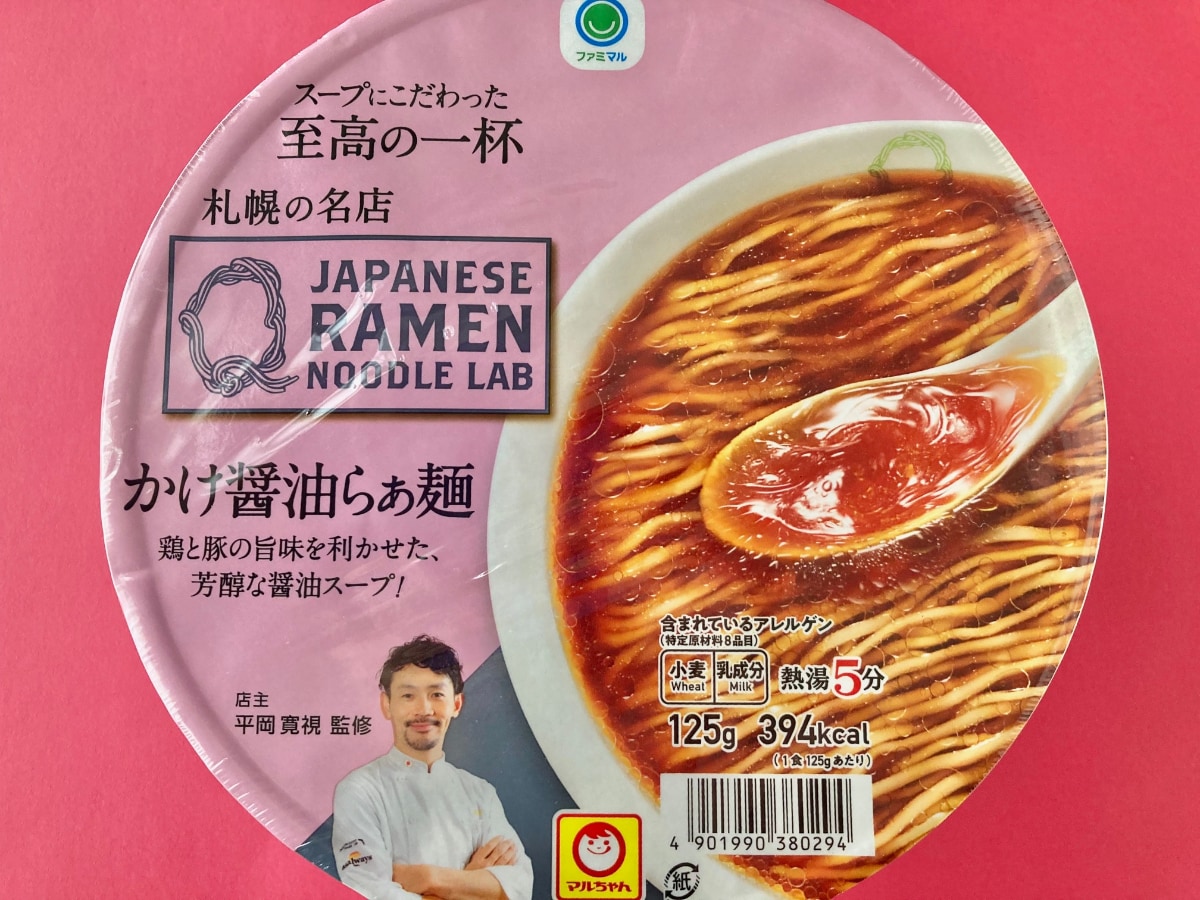 ファミマル
スープにこだわった
至高の一杯
札幌の名店
JAPANESE
RAMEN
NOODLE LAB
かけ醤油らぁ麺
鶏と豚の旨味を利かせた、
芳醇な醤油スープ!
店主
平岡 寛視 監修
含まれているアレルゲン
(特定原材料8品目)
小麦 乳成分
Wheat Milk
熱湯5分
125g 394kcal
(1食125gあたり)
4 901990 380294
マルちゃん
紙